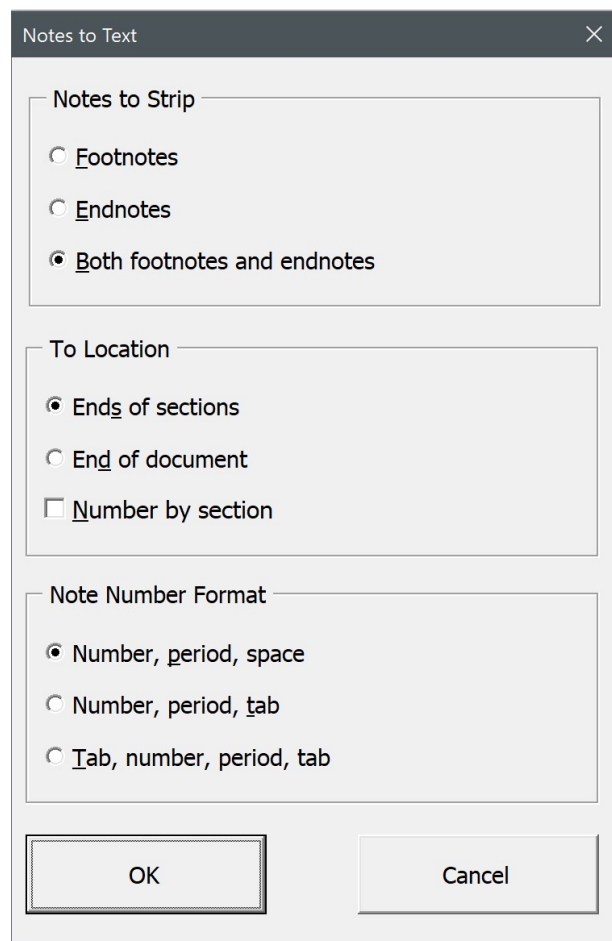 Notes to Text
Notes to Strip
Footnotes
Endnotes
Both footnotes and endnotes
To Location
Ends of sections
End of document
Number by section
Note Number Format
Number, period, space
Number, period, tab
Tab, number, period, tab
OK Cancel